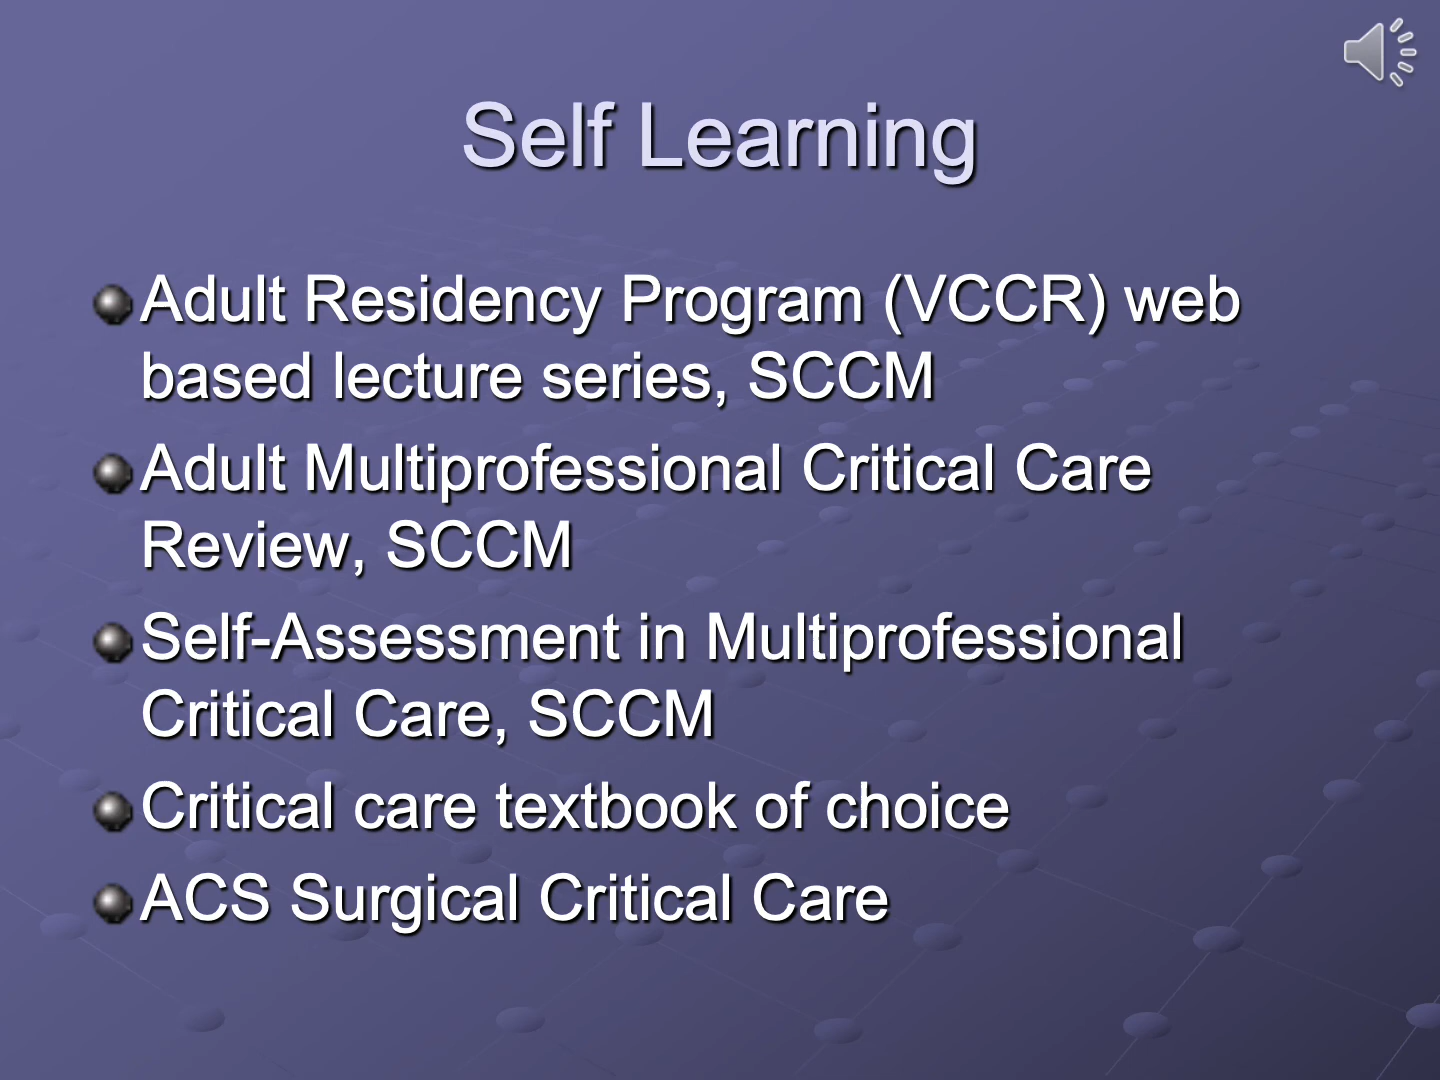 Self Learning
Adult Residency Program (VCCR) web
based lecture series, SCCM
Adult Multiprofessional Critical Care
Review, SCCM
Self-Assessment in Multiprofessional
Critical Care, SCCM
Critical care textbook of choice
ACS Surgical Critical Care